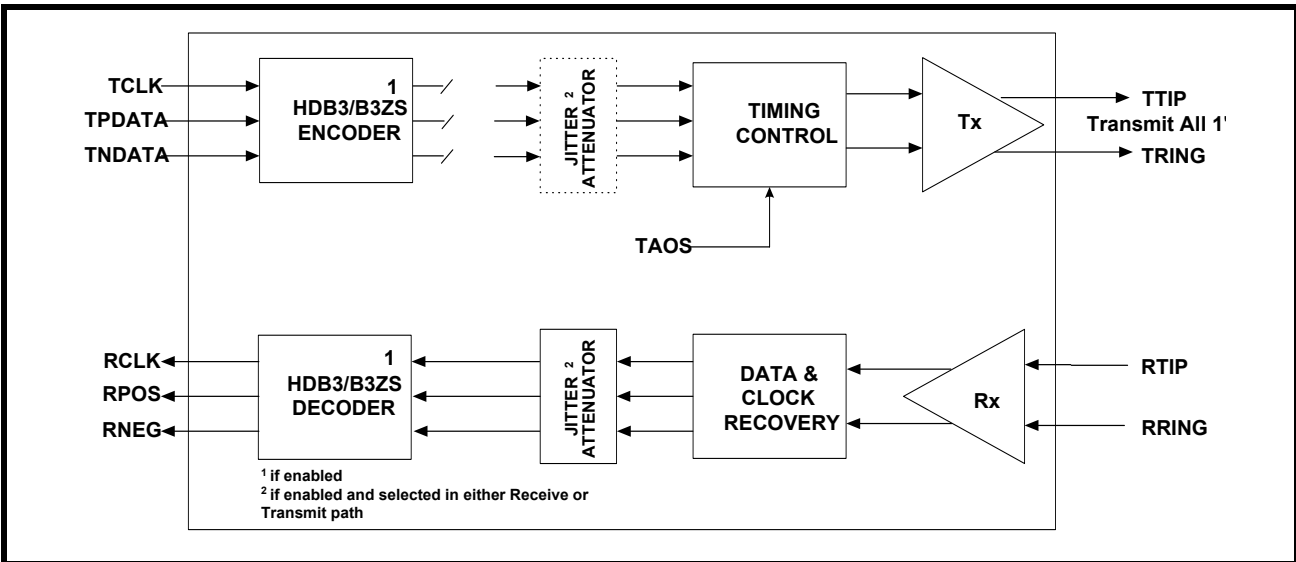 TCLK
TPDATA
TNDATA
1
HDB3/B3ZS
ENCODER
JITTER 2
ATTENUATOR
TIMING
CONTROL
Tx
TTIP
Transmit All 1'
TRING
TAOS
RCLK
RPOS
RNEG
1
HDB3/B3ZS
DECODER
JITTER 2
ATTENUATOR
DATA &
CLOCK
RECOVERY
Rx
RTIP
RRING
1 if enabled
2 if enabled and selected in either Receive or
Transmit path